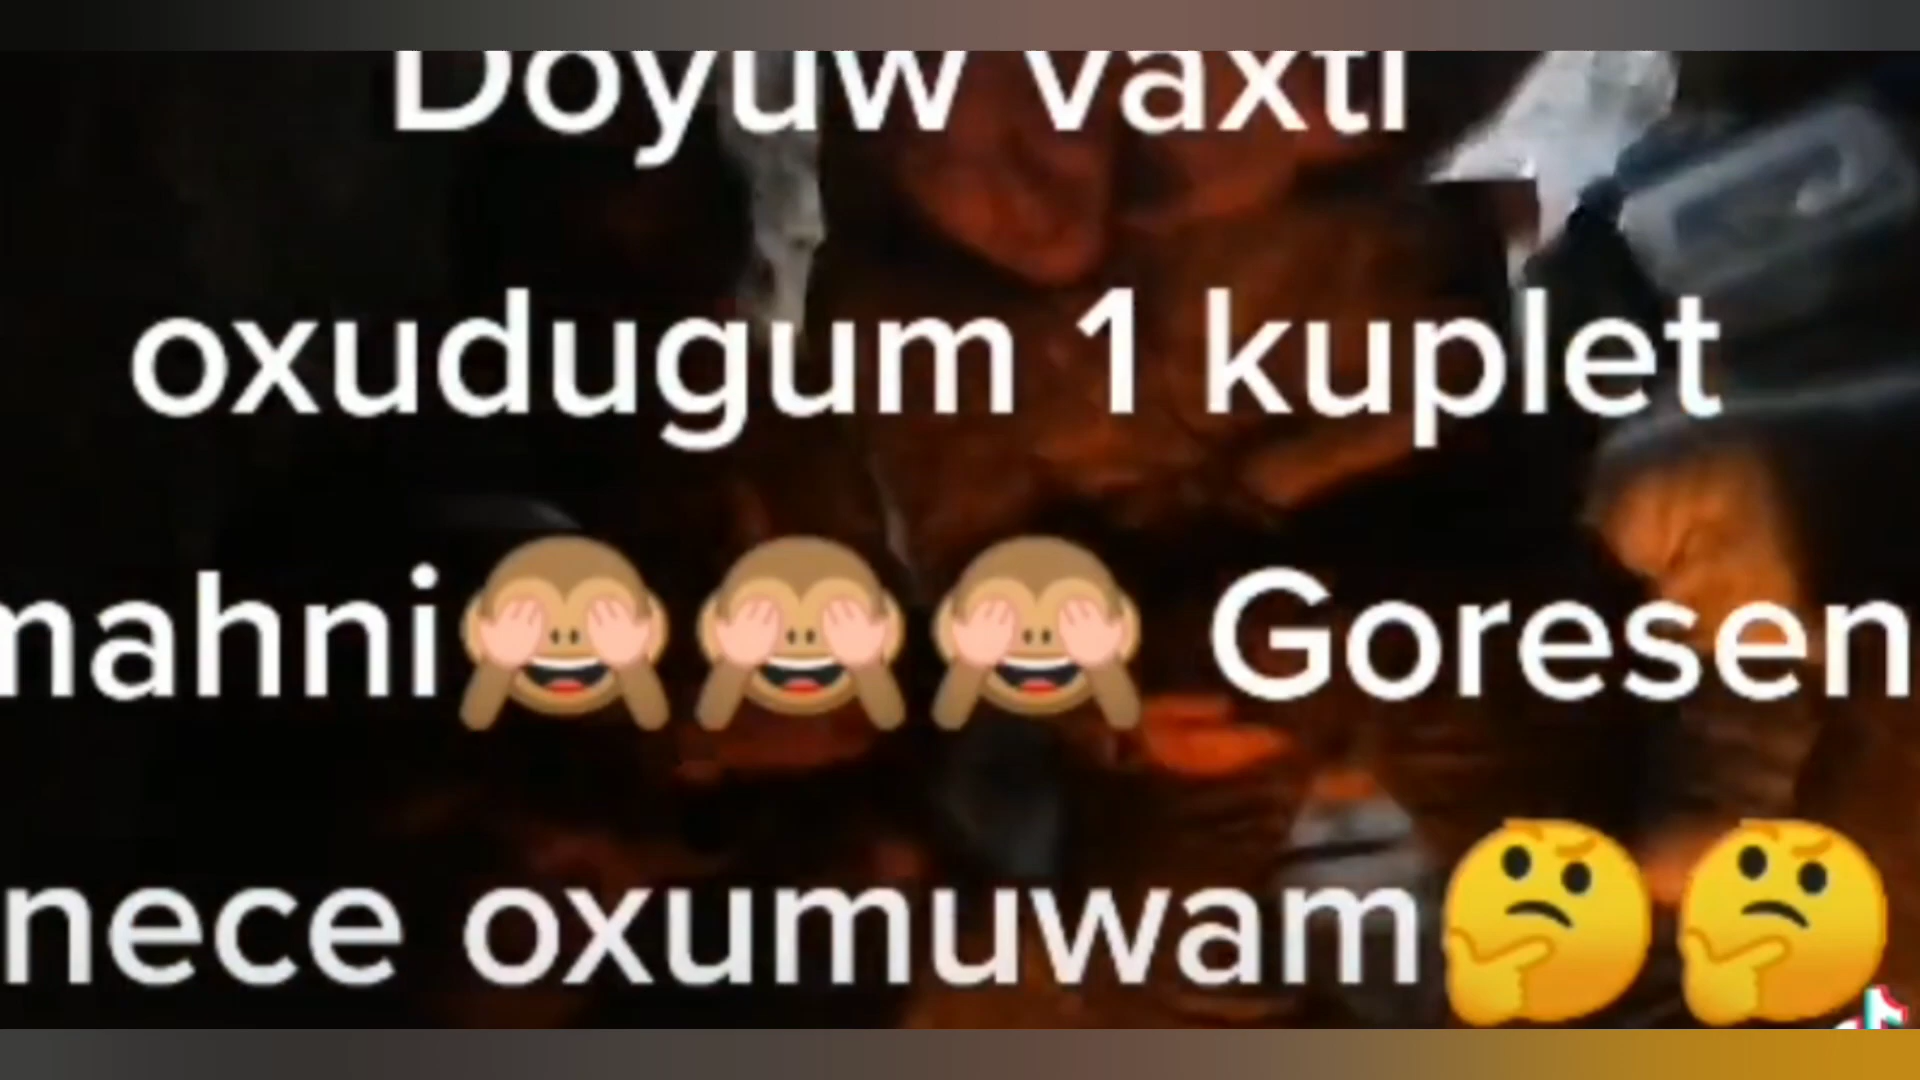 Doyuw vaxti
oxudugum 1 kuplet
mahni🙈🙈🙈 Goresen
nece oxumuwam🤔🤔